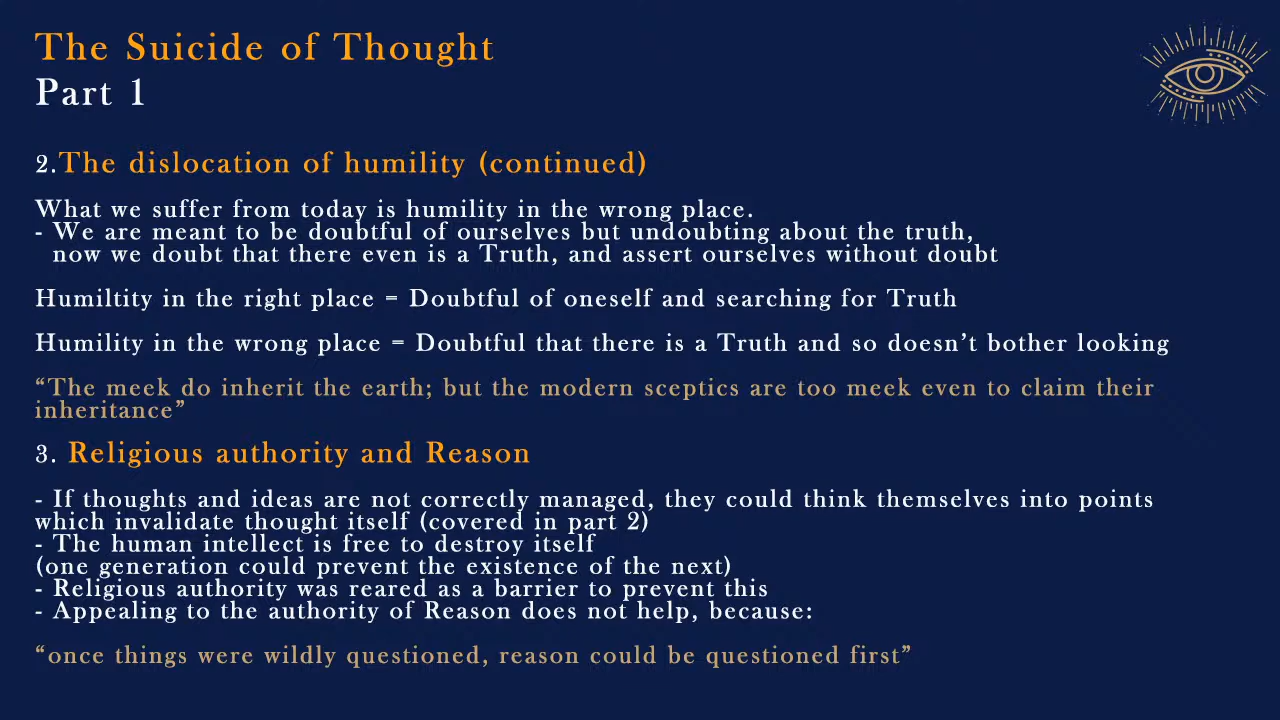 The Suicide of Thought
Part 1
2.The dislocation of humility (continued)
What we suffer from today is humility in the wrong place.
- We are meant to be doubtful of ourselves but undoubting about the truth,
now we doubt that there even is a Truth, and assert ourselves without doubt
Humiltity in the right place = Doubtful of oneself and searching for Truth
Humility in the wrong place = Doubtful that there is a Truth and so doesn’t bother looking
“The meek do inherit the earth; but the modern sceptics are too meek even to claim their
inheritance”
3. Religious authority and Reason
- If thoughts and ideas are not correctly managed, they could think themselves into points
which invalidate thought itself (covered in part 2)
- The human intellect is free to destroy itself
(one generation could prevent the existence of the next)
- Religious authority was reared as a barrier to prevent this
- Appealing to the authority of Reason does not help, because:
“once things were wildly questioned, reason could be questioned first”